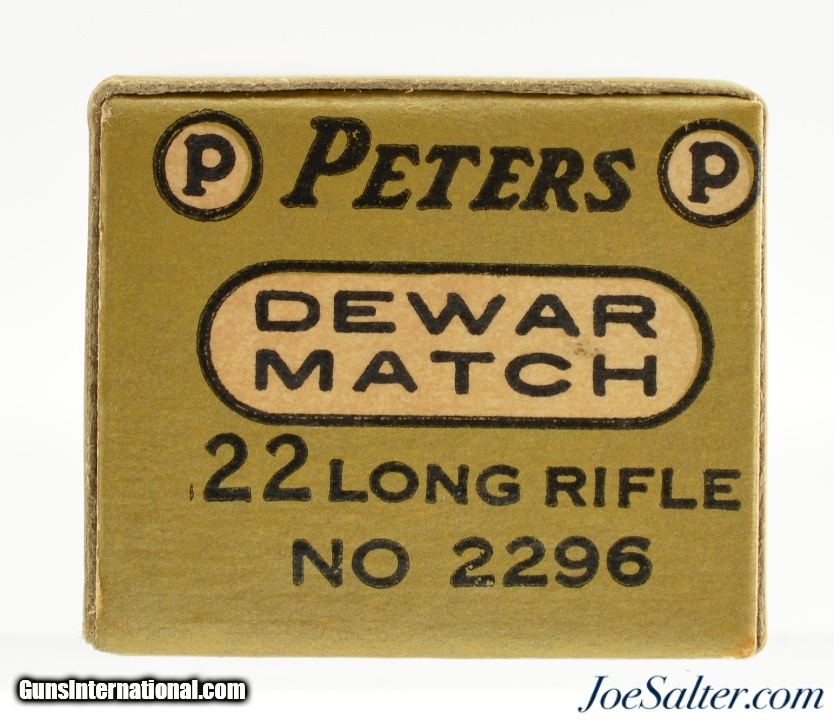 P PETERS P
DEWAR
MATCH
22 LONG RIFLE
NO 2296
GunsInternational.com
JoeSalter.com